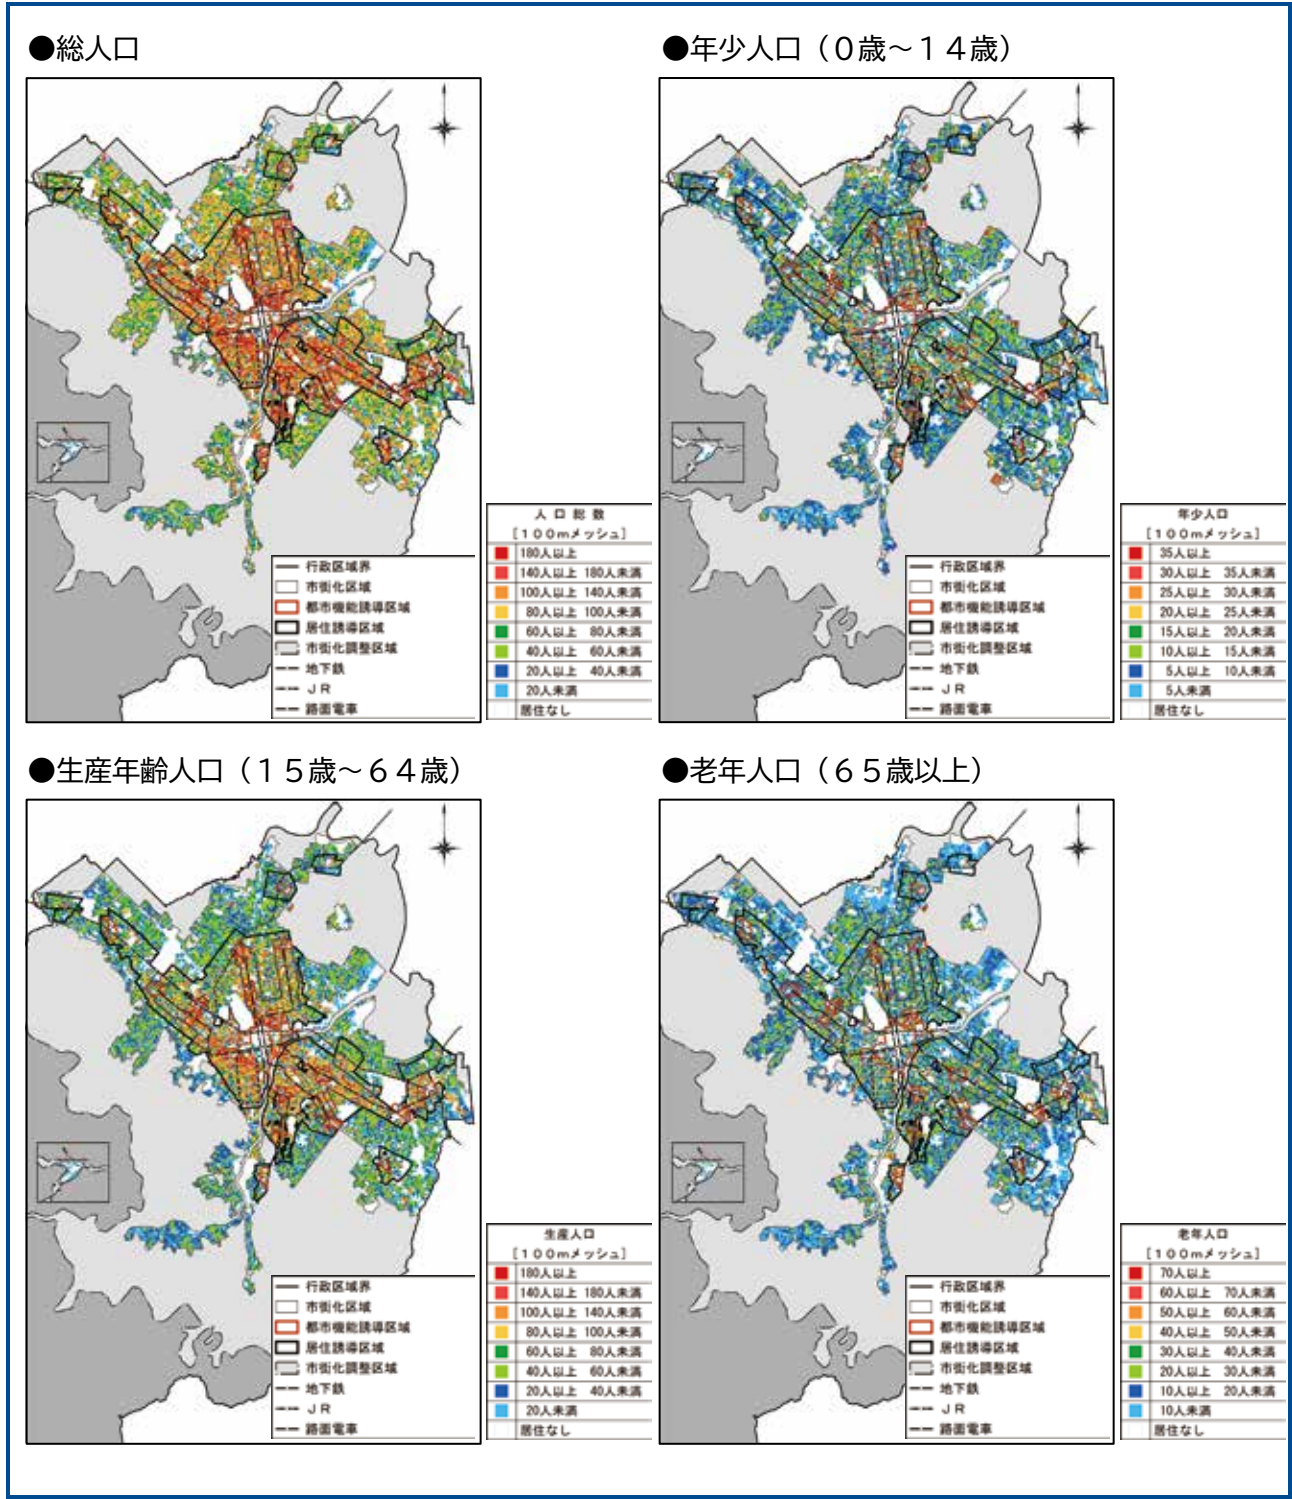 ●総人口
人口総数
[100mメッシュ]
180人以上
140人以上 180人未満
100人以上 140人未満
80人以上 100人未満
60人以上 80人未満
40人以上 60人未満
20人以上 40人未満
20人未満
居住なし
行政区域界
市街化区域
都市機能誘導区域
居住誘導区域
市街化調整区域
地下鉄
JR
路面電車
●年少人口(0歳~14歳)
年少人口
[100mメッシュ]
35人以上
30人以上 35人未満
25人以上 30人未満
20人以上 25人未満
15人以上 20人未満
10人以上 15人未満
5人以上 10人未満
5人未満
居住なし
行政区域界
市街化区域
都市機能誘導区域
居住誘導区域
市街化調整区域
地下鉄
JR
路面電車
●生産年齢人口(15歳~64歳)
生産人口
[100mメッシュ]
180人以上
140人以上 180人未満
100人以上 140人未満
80人以上 100人未満
60人以上 80人未満
40人以上 60人未満
20人以上 40人未満
20人未満
居住なし
行政区域界
市街化区域
都市機能誘導区域
居住誘導区域
市街化調整区域
地下鉄
JR
路面電車
●老年人口(65歳以上)
老年人口
[100mメッシュ]
70人以上
60人以上 70人未満
50人以上 60人未満
40人以上 50人未満
30人以上 40人未満
20人以上 30人未満
10人以上 20人未満
10人未満
居住なし
行政区域界
市街化区域
都市機能誘導区域
居住誘導区域
市街化調整区域
地下鉄
JR
路面電車